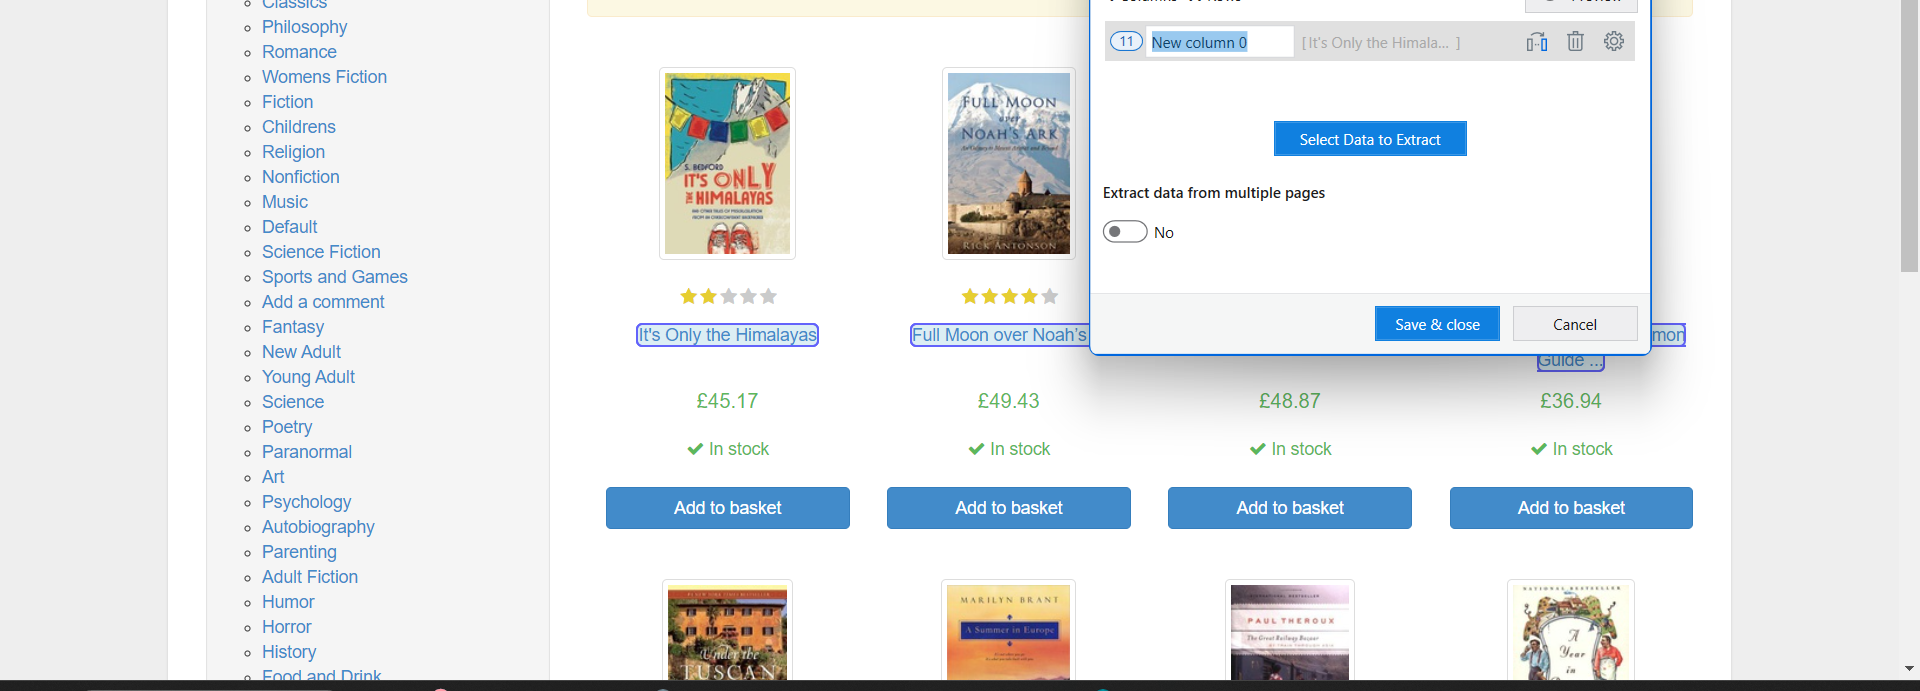 Classics
Philosophy
Romance
Womens Fiction
Fiction
Childrens
Religion
Nonfiction
Music
Default
Science Fiction
Sports and Games
Add a comment
Fantasy
New Adult
Young Adult
Science
Poetry
Paranormal
Art
Psychology
Autobiography
Parenting
Adult Fiction
Humor
Horror
History
Food and Drink
S. BEDFORD
IT'S ONLY
THE HIMALAYAS
It's Only the Himalayas
£45.17
In stock
Add to basket
FULL MOON
over
NOAH'S ARK
RICK ANTONSON
Full Moon over Noah's
£49.43
In stock
Add to basket
£48.87
In stock
Add to basket
mon
Guide ...
£36.94
In stock
Add to basket
11
New column 0
[ It's Only the Himala... ]
Select Data to Extract
Extract data from multiple pages
No
Save & close
Cancel
Under the
TUSCAN
MARILYN BRANT
A Summer in Europe
PAUL THEROUX
The Great Railway Bazaar
NATIONAL BESTSELLER
A
Year
in